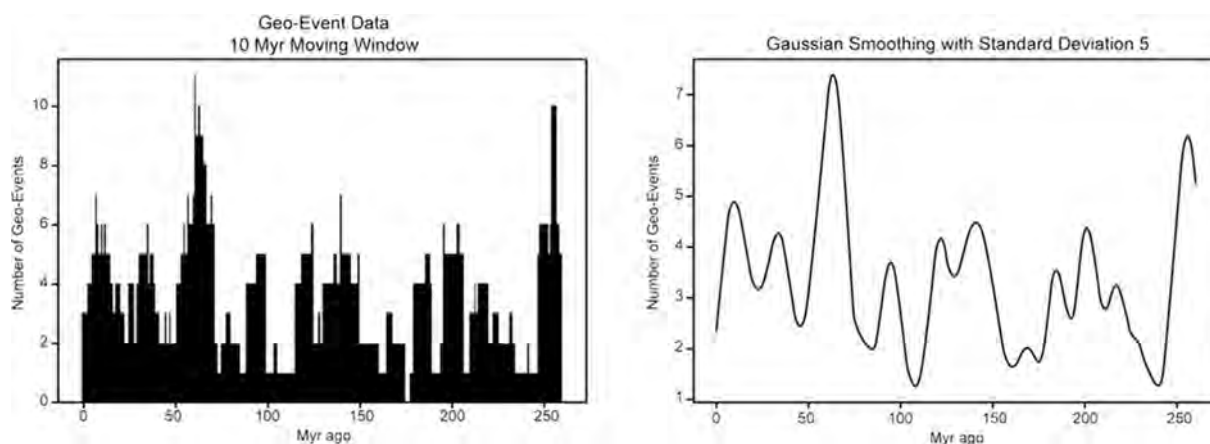 Geo-Event Data
10 Myr Moving Window
Number of Geo-Events
10
8
6
4
2
0
0 50 100 150 200 250
Myr ago
Gaussian Smoothing with Standard Deviation 5
Number of Geo-Events
7
6
5
4
3
2
1
0 50 100 150 200 250
Myr ago